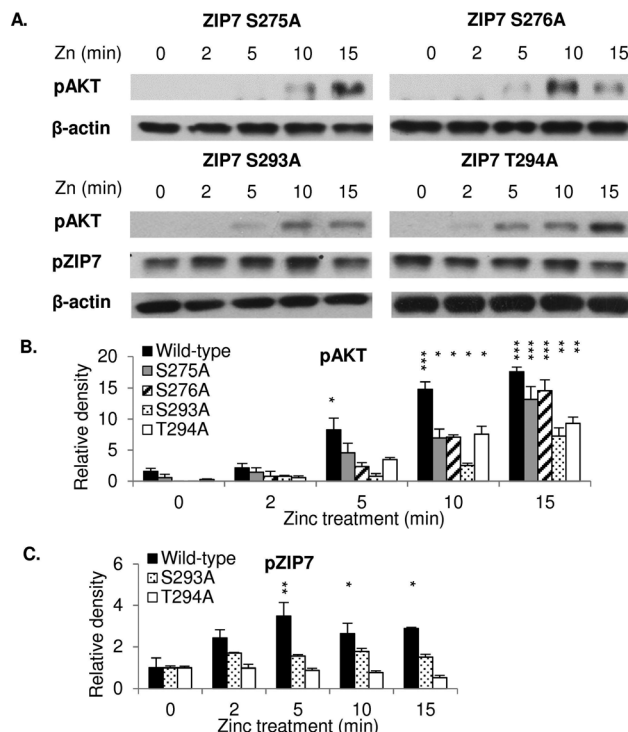 A.
ZIP7 S275A ZIP7 S276A
Zn (min) 0 2 5 10 15 0 2 5 10 15
pAKT
β-actin
ZIP7 S293A ZIP7 T294A
Zn (min) 0 2 5 10 15 0 2 5 10 15
pAKT
pZIP7
β-actin
B.
pAKT
Wild-type
S275A
S276A
S293A
T294A
* *** * * * * *** *** *** ** **
Relative density
20
15
10
5
0
0 2 5 10 15
Zinc treatment (min)
C.
pZIP7
Wild-type
S293A
T294A
** * *
Relative density
6
4
2
0
0 2 5 10 15
Zinc treatment (min)